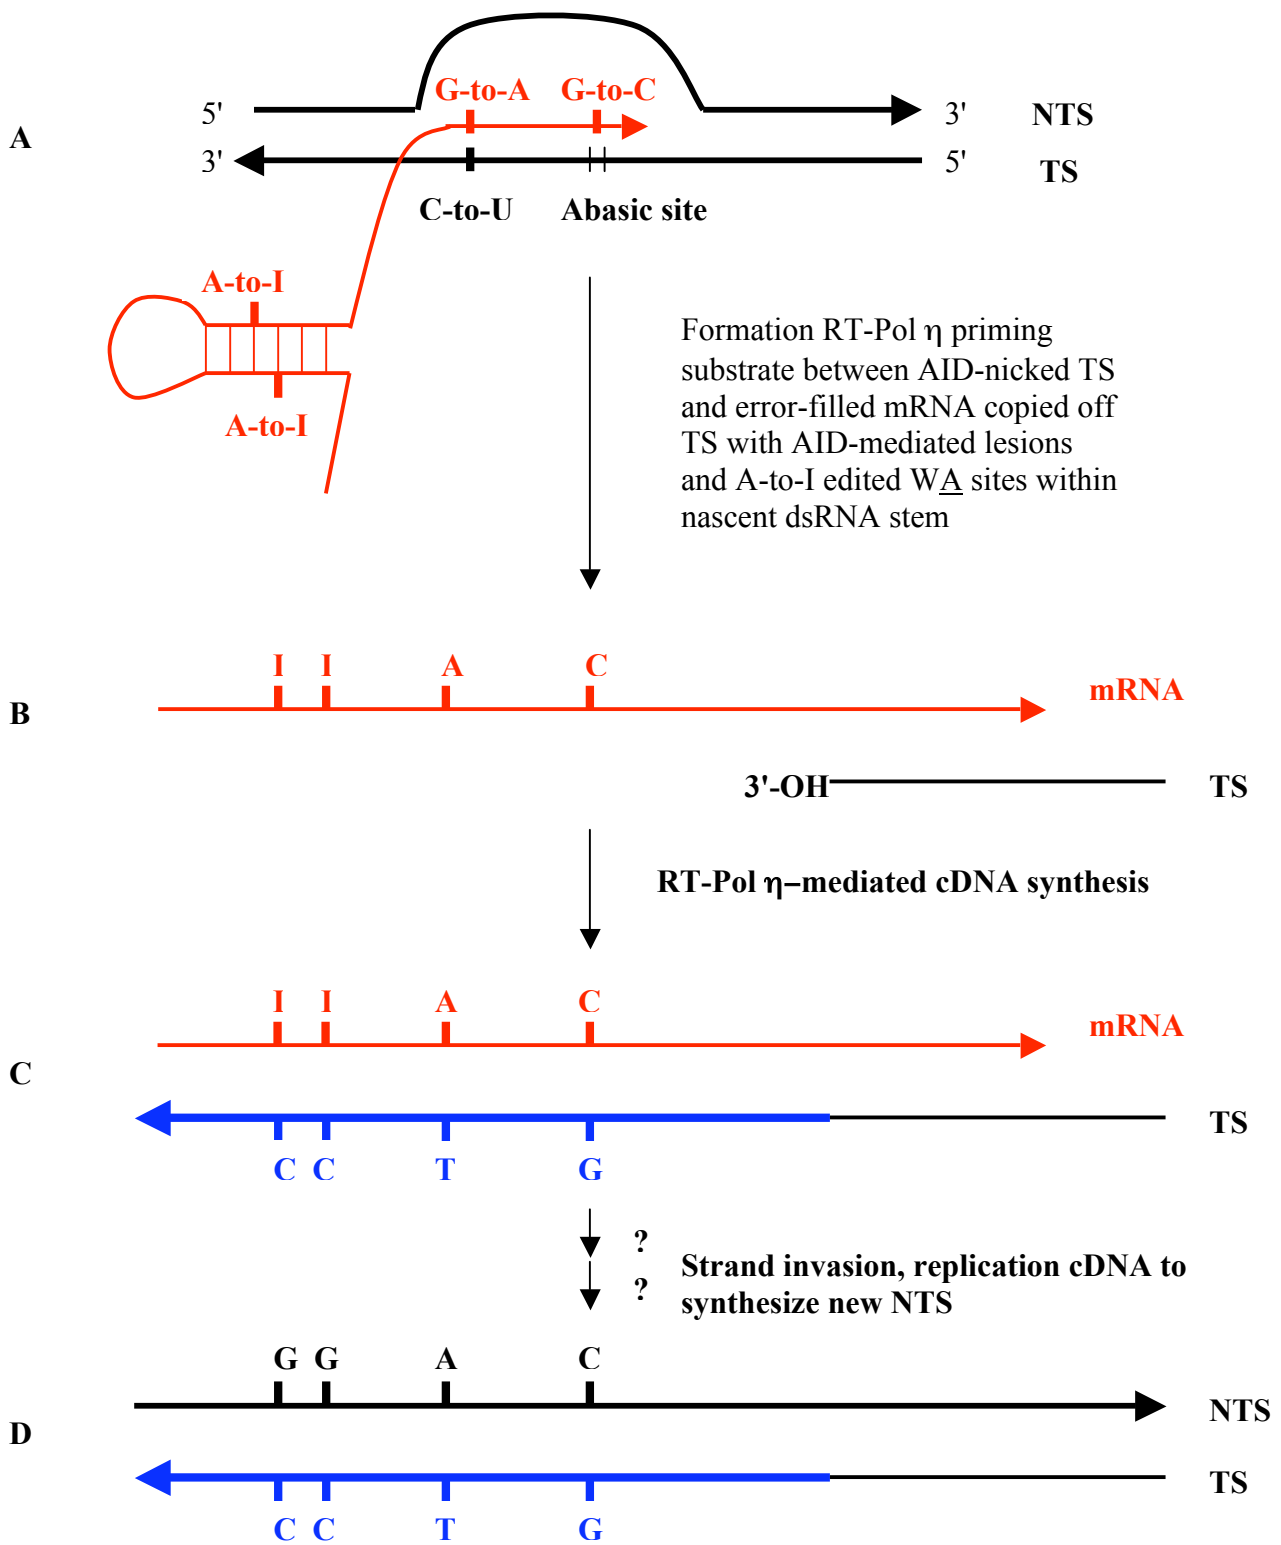 G-to-A G-to-C
5' 3' NTS
A
3' 5' TS
C-to-U Abasic site
A-to-I
A-to-I
Formation RT-Pol η priming
substrate between AID-nicked TS
and error-filled mRNA copied off
TS with AID-mediated lesions
and A-to-I edited WA sites within
nascent dsRNA stem
I I A C
mRNA
B
3'-OH TS
RT-Pol η–mediated cDNA synthesis
I I A C
mRNA
C
TS
C C T G
?
?
Strand invasion, replication cDNA to
synthesize new NTS
G G A C
NTS
D
TS
C C T G